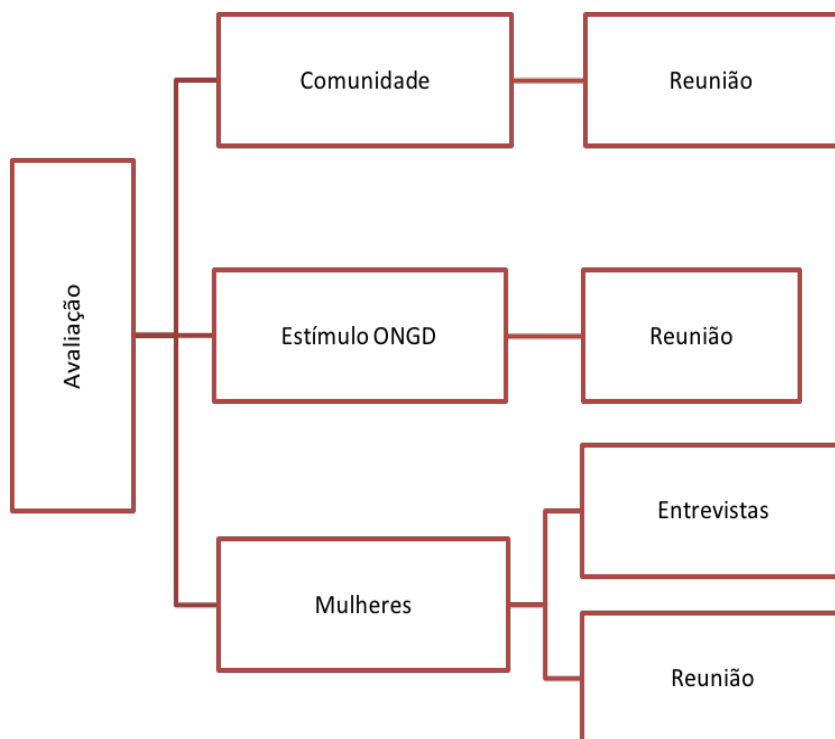 Comunidade
Reunião
Avaliação
Estímulo ONGD
Reunião
Entrevistas
Mulheres
Reunião